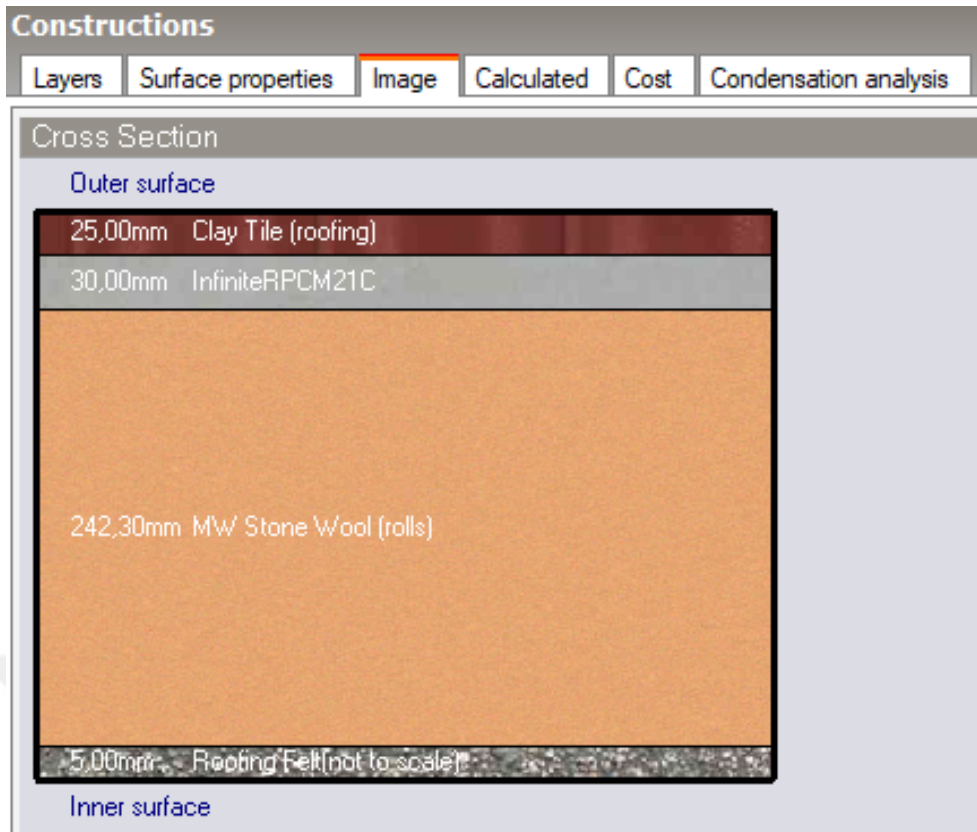 Constructions
Layers Surface properties Image Calculated Cost Condensation analysis
Cross Section
Outer surface
25,00mm Clay Tile (roofing)
30,00mm InfiniteRPCM21C
242,30mm MW Stone Wool (rolls)
5,00mm Roofing Felt(not to scale)
Inner surface